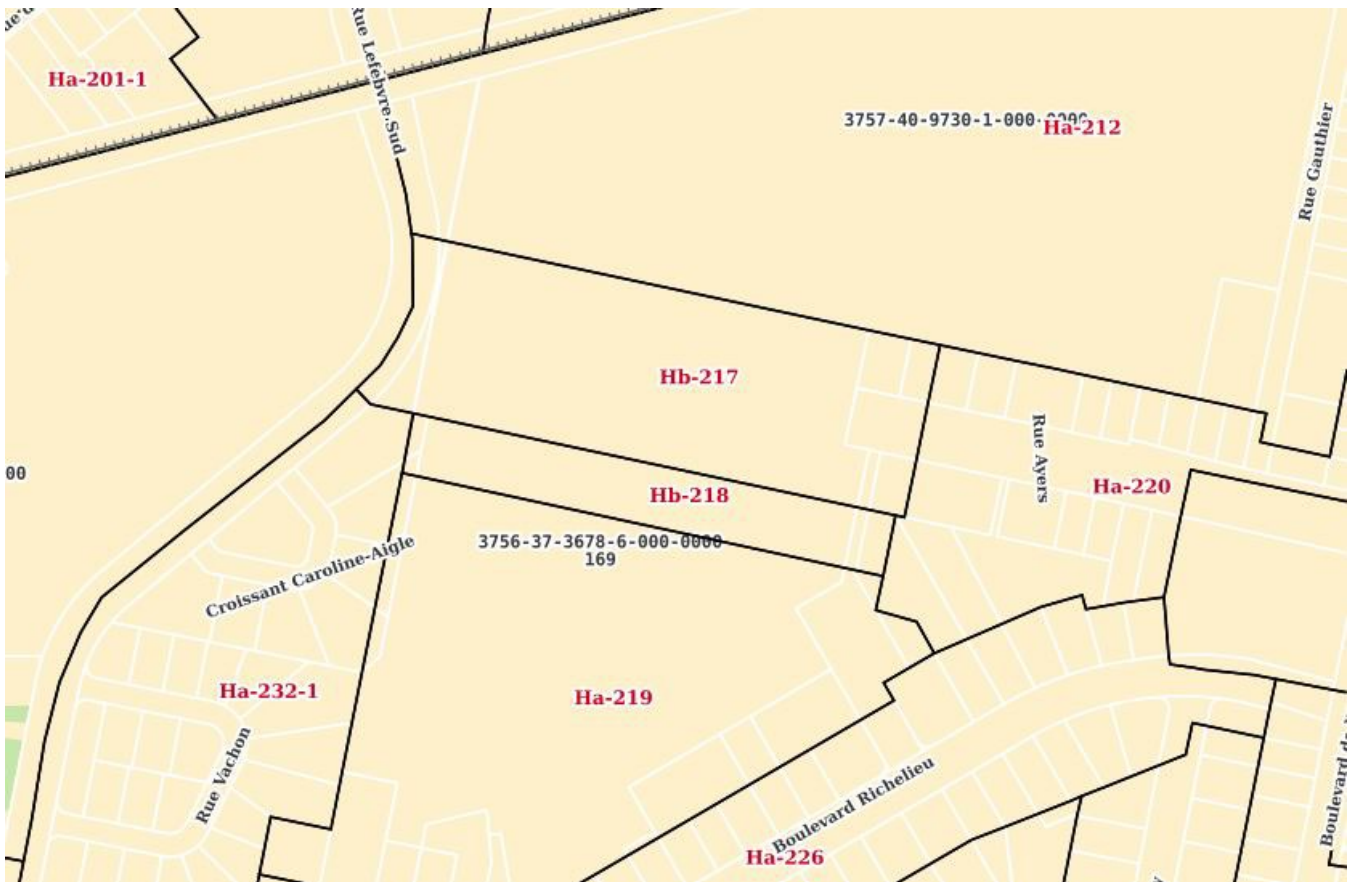 Rue Lefebvre Sud
Ha-201-1
3757-40-9730-1-000-0000
Ha-212
Rue Gauthier
Hb-217
Rue Ayers
00
Ha-220
Hb-218
3756-37-3678-6-000-0000
169
Croissant Caroline-Aigle
Ha-232-1
Ha-219
Rue Vachon
Boulevard Richelieu
Boulevard
Ha-226